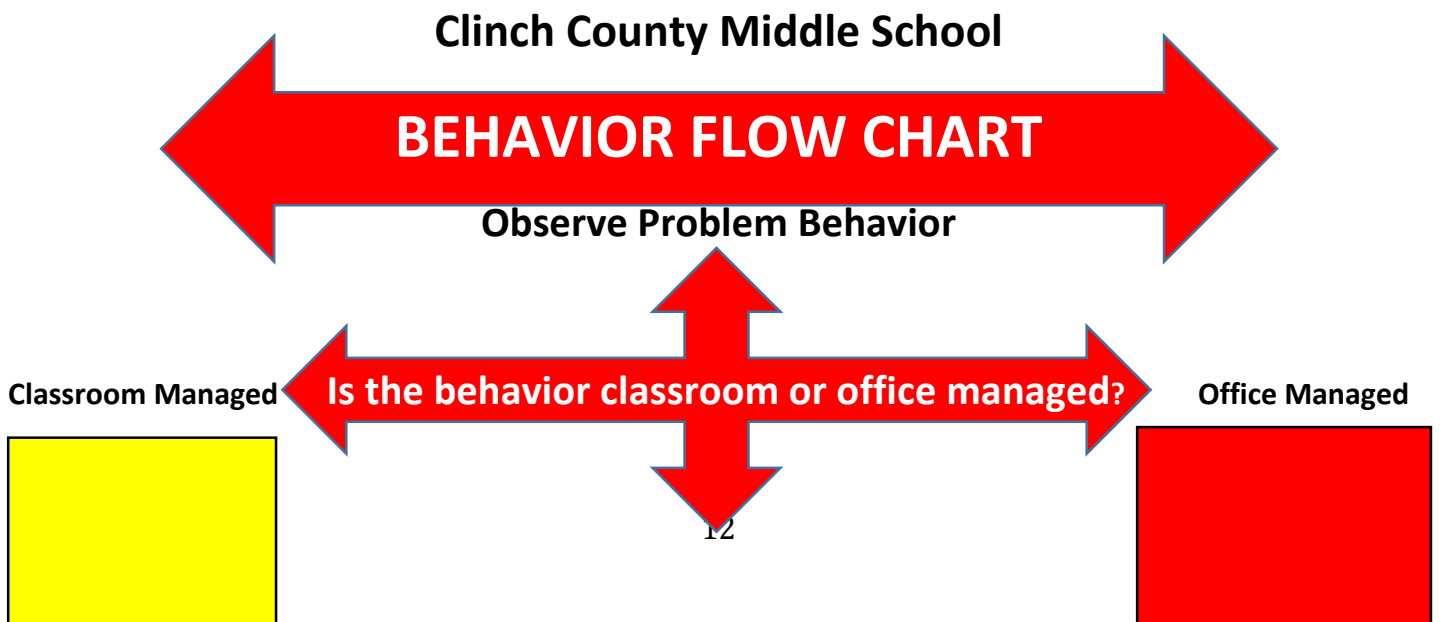 Clinch County Middle School
BEHAVIOR FLOW CHART
Observe Problem Behavior
Classroom Managed
Is the behavior classroom or office managed?
Office Managed
12